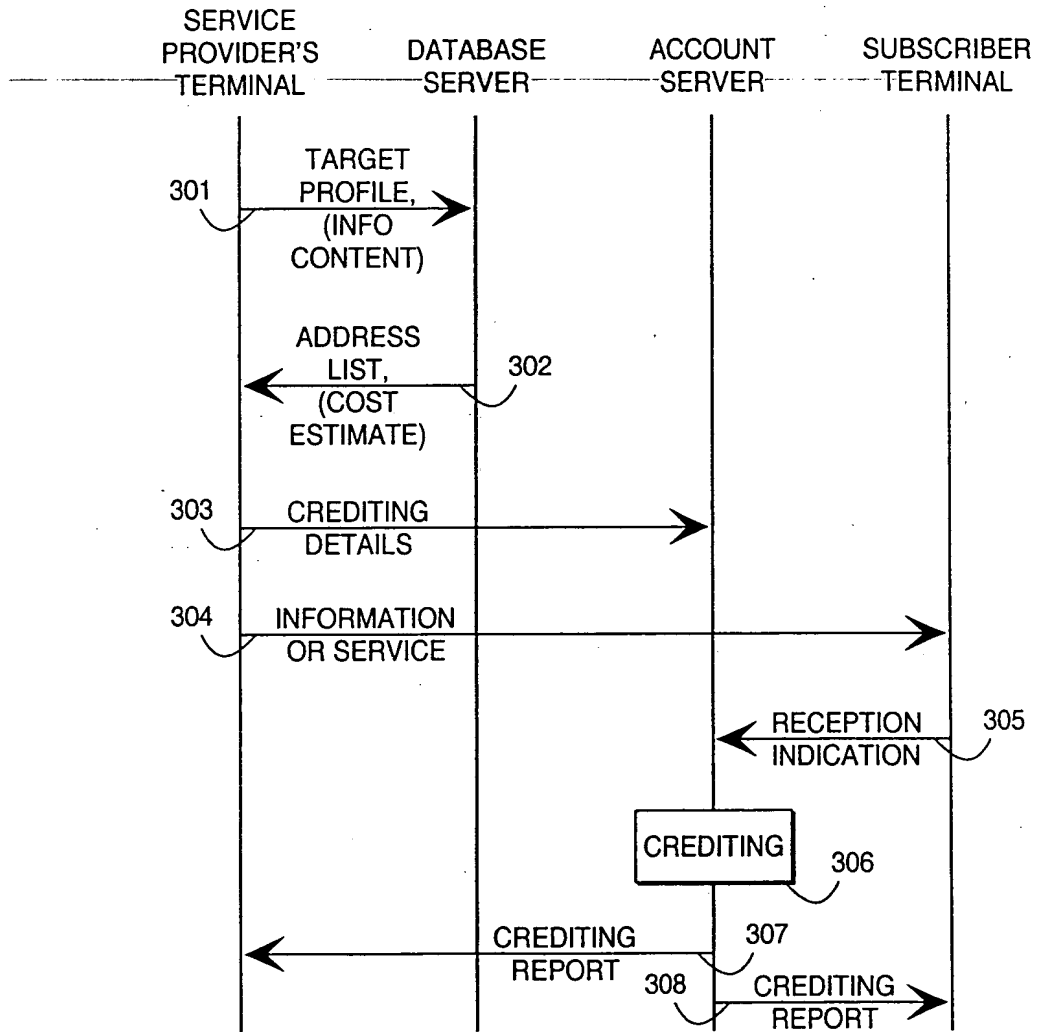 SERVICE
PROVIDER'S
TERMINAL
DATABASE
SERVER
ACCOUNT
SERVER
SUBSCRIBER
TERMINAL
301
TARGET
PROFILE,
(INFO
CONTENT)
ADDRESS
LIST,
(COST
ESTIMATE)
302
303
CREDITING
DETAILS
304
INFORMATION
OR SERVICE
RECEPTION
INDICATION
305
CREDITING
306
CREDITING
REPORT
307
308
CREDITING
REPORT